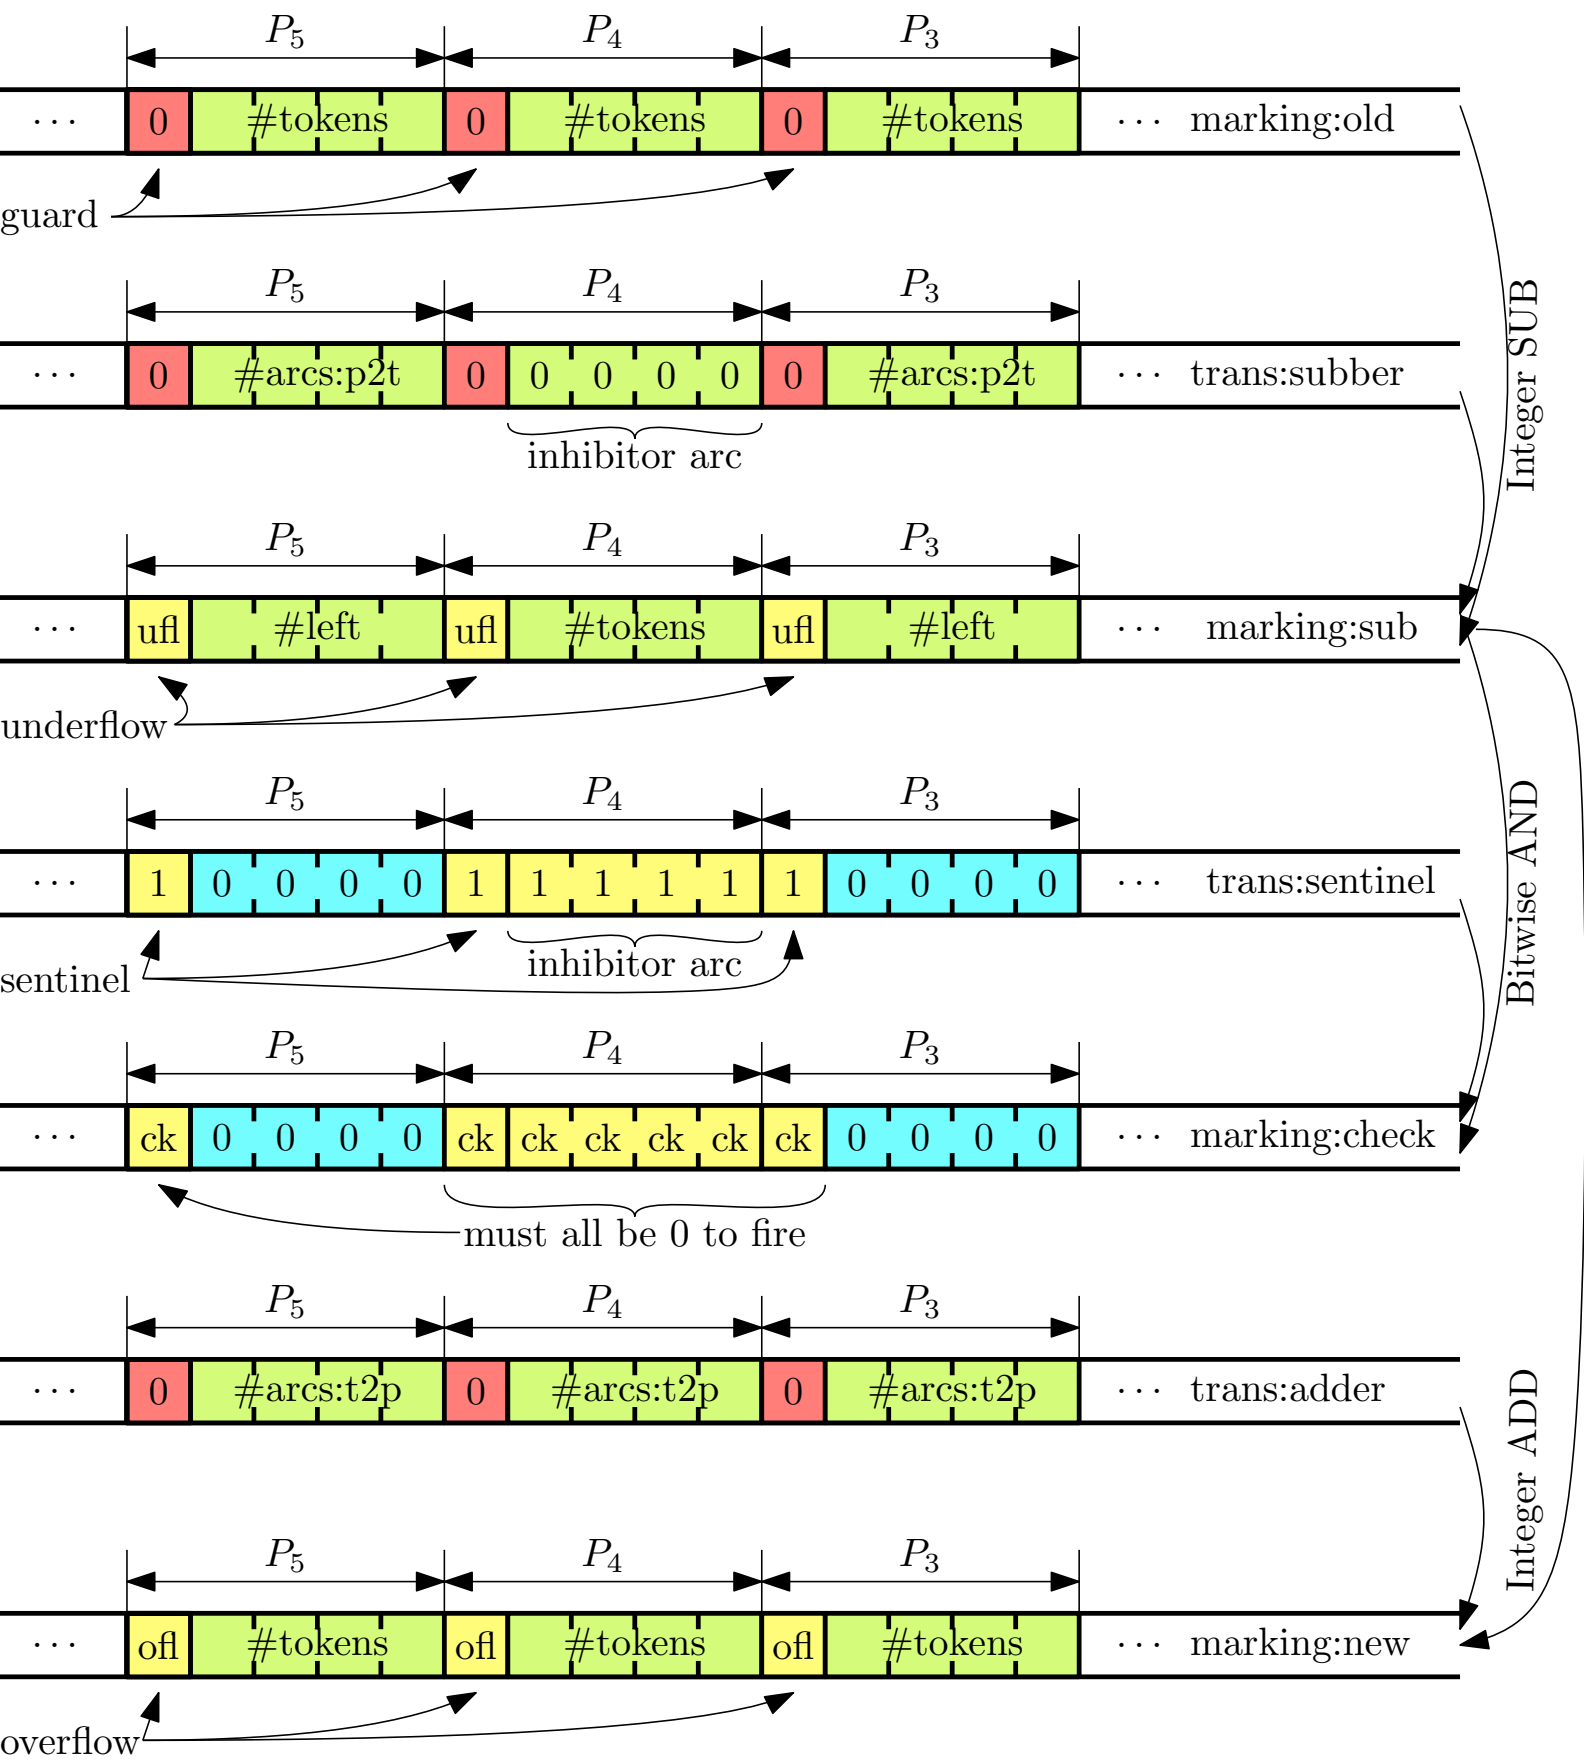 P5 P4 P3
··· 0 #tokens 0 #tokens 0 #tokens ··· marking:old
guard
P5 P4 P3
··· 0 #arcs:p2t 0 0 0 0 0 0 #arcs:p2t ··· trans:subber
inhibitor arc
Integer SUB
P5 P4 P3
··· ufl #left ufl #tokens ufl #left ··· marking:sub
underflow
P5 P4 P3
··· 1 0 0 0 0 1 1 1 1 1 1 0 0 0 0 ··· trans:sentinel
sentinel
inhibitor arc
Bitwise AND
P5 P4 P3
··· ck 0 0 0 0 ck ck ck ck ck ck 0 0 0 0 ··· marking:check
must all be 0 to fire
P5 P4 P3
··· 0 #arcs:t2p 0 #arcs:t2p 0 #arcs:t2p ··· trans:adder
Integer ADD
P5 P4 P3
··· ofl #tokens ofl #tokens ofl #tokens ··· marking:new
overflow